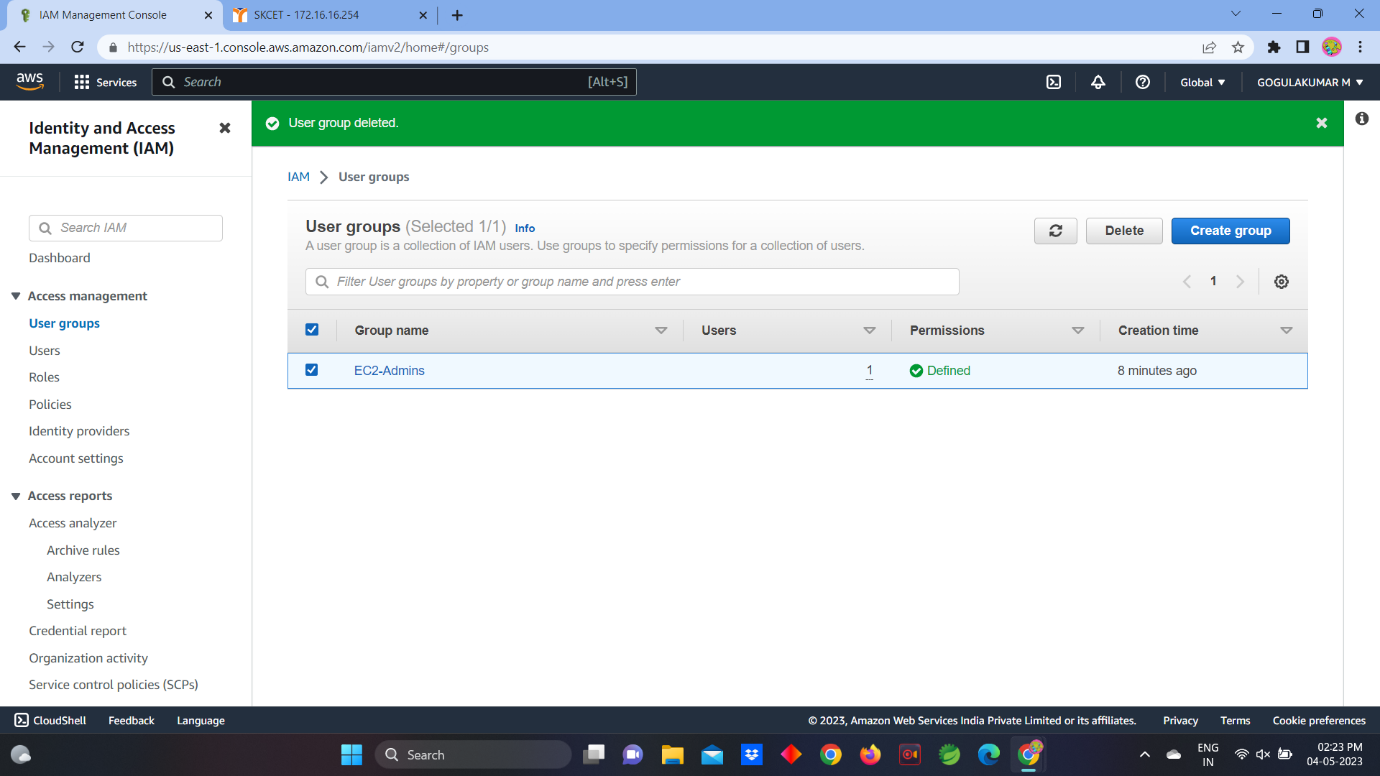 IAM Management Console
SKCET - 172.16.16.254
https://us-east-1.console.aws.amazon.com/iamv2/home#/groups
aws
Services
Search
[Alt+S]
Global
GOGULAKUMAR M
Identity and Access
Management (IAM)
Search IAM
Dashboard
Access management
User groups
Users
Roles
Policies
Identity providers
Account settings
Access reports
Access analyzer
Archive rules
Analyzers
Settings
Credential report
Organization activity
Service control policies (SCPs)
User group deleted.
IAM > User groups
User groups (Selected 1/1) Info
A user group is a collection of IAM users. Use groups to specify permissions for a collection of users.
Delete
Create group
Filter User groups by property or group name and press enter
1
Group name Users Permissions Creation time
EC2-Admins 1 Defined 8 minutes ago
CloudShell Feedback Language
© 2023, Amazon Web Services India Private Limited or its affiliates. Privacy Terms Cookie preferences
Search
ENG
IN
02:23 PM
04-05-2023